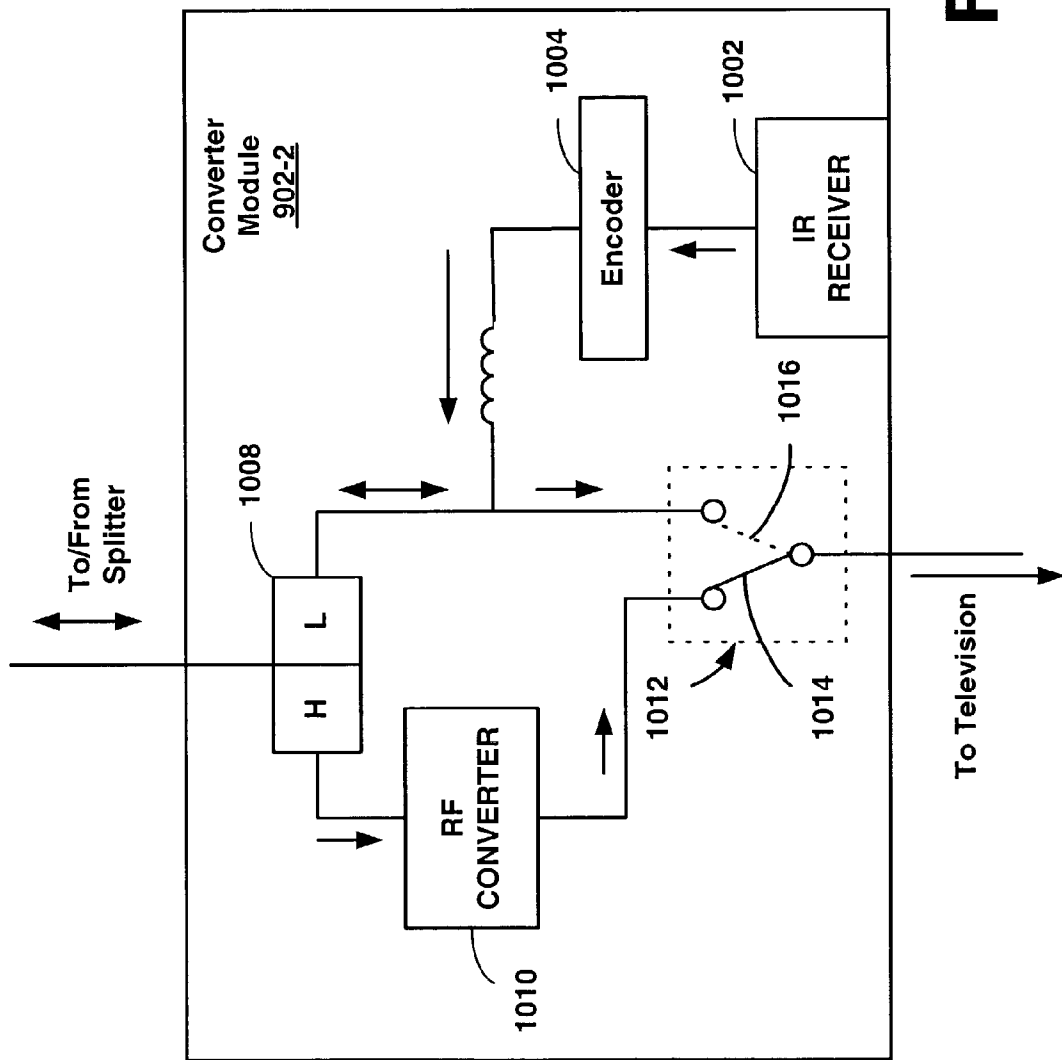 To/From
Splitter
1008
H
L
Converter
Module
902-2
RF
CONVERTER
1010
1004
Encoder
1002
IR
RECEIVER
1012
1014
1016
To Television
F